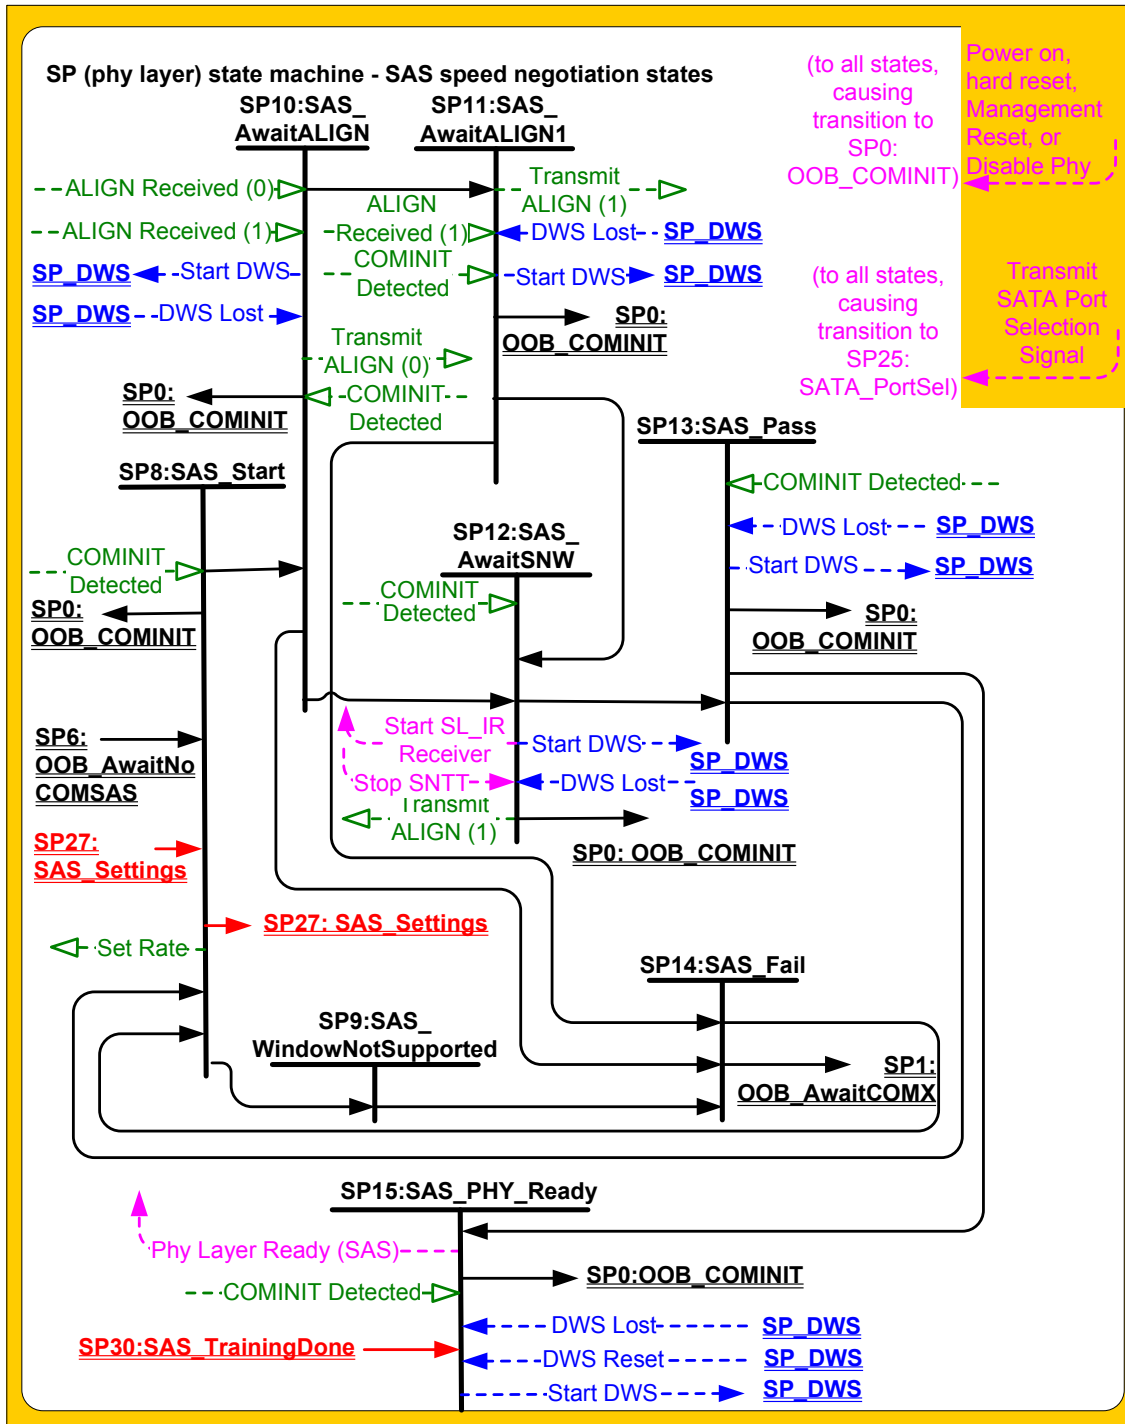 SP (phy layer) state machine - SAS speed negotiation states
(to all states,
causing
transition to
SP0:
OOB_COMINIT)
Power on,
hard reset,
Management
Reset, or
Disable Phy
(to all states,
causing
transition to
SP25:
SATA_PortSel)
Transmit
SATA Port
Selection
Signal
SP10:SAS_
AwaitALIGN
ALIGN Received (0)
ALIGN Received (1)
SP_DWS
Start DWS
SP_DWS
DWS Lost
Transmit
ALIGN (0)
COMINIT
Detected
SP0:
OOB_COMINIT
SP11:SAS_
AwaitALIGN1
Transmit
ALIGN (1)
ALIGN
Received (1)
DWS Lost
SP_DWS
COMINIT
Detected
Start DWS
SP_DWS
SP0:
OOB_COMINIT
SP8:SAS_Start
COMINIT
Detected
SP0:
OOB_COMINIT
SP6:
OOB_AwaitNo
COMSAS
SP27:
SAS_Settings
SP27: SAS_Settings
Set Rate
SP12:SAS_
AwaitSNW
COMINIT
Detected
Start SL_IR
Receiver
Start DWS
SP_DWS
Stop SNTT
DWS Lost
SP_DWS
Transmit
ALIGN (1)
SP0: OOB_COMINIT
SP13:SAS_Pass
COMINIT Detected
DWS Lost
SP_DWS
Start DWS
SP_DWS
SP0:
OOB_COMINIT
SP14:SAS_Fail
SP1:
OOB_AwaitCOMX
SP9:SAS_
WindowNotSupported
SP15:SAS_PHY_Ready
Phy Layer Ready (SAS)
SP0:OOB_COMINIT
COMINIT Detected
DWS Lost
SP_DWS
SP30:SAS_TrainingDone
DWS Reset
SP_DWS
Start DWS
SP_DWS